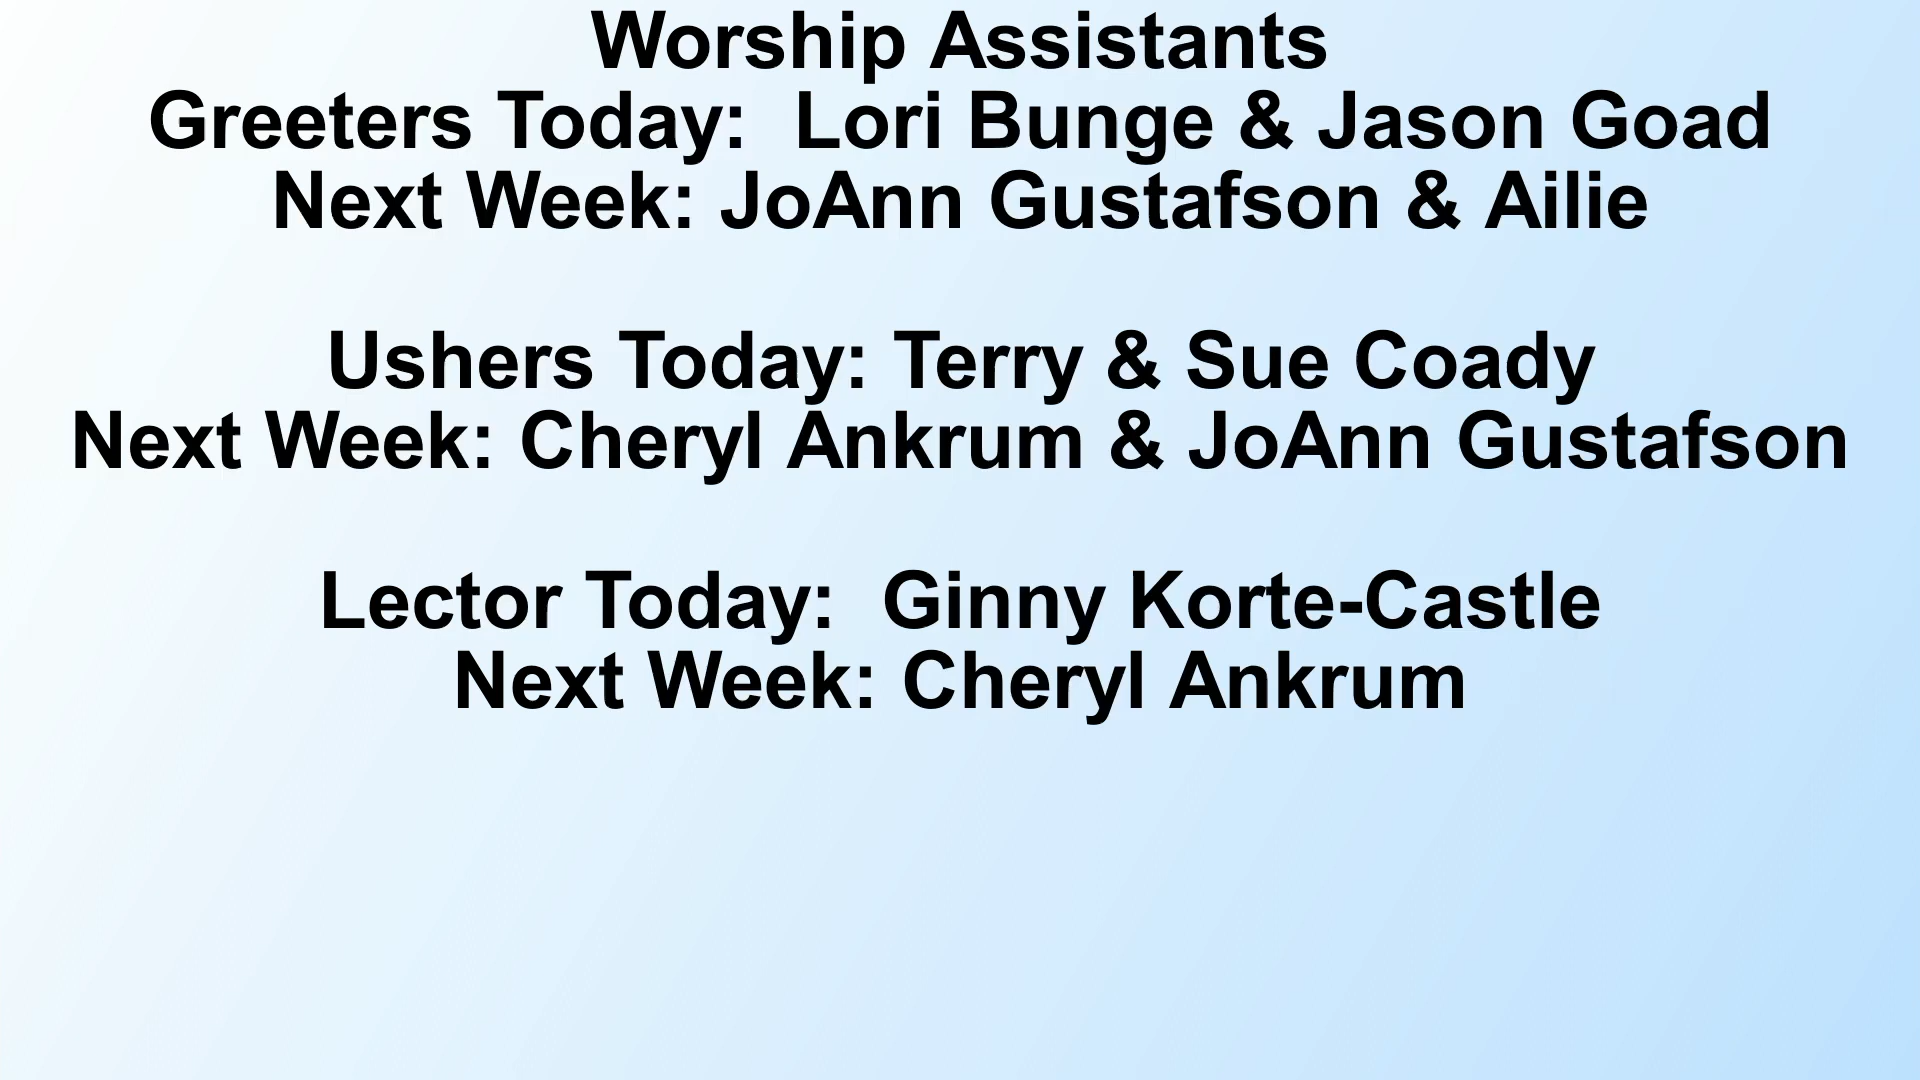 Worship Assistants
Greeters Today:  Lori Bunge & Jason Goad
Next Week: JoAnn Gustafson & Ailie
Ushers Today: Terry & Sue Coady
Next Week: Cheryl Ankrum & JoAnn Gustafson
Lector Today:  Ginny Korte-Castle
Next Week: Cheryl Ankrum